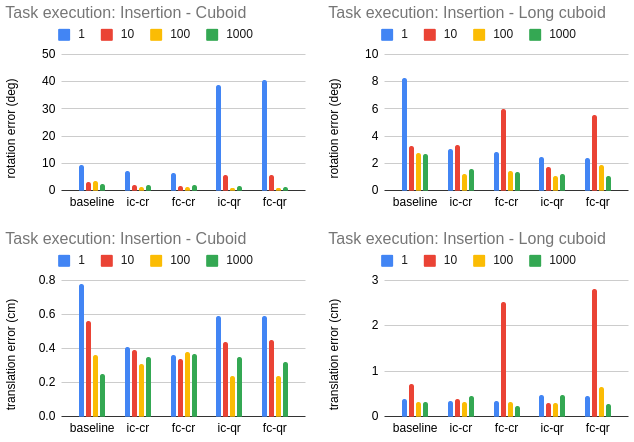 Task execution: Insertion - Cuboid
1 10 100 1000
rotation error (deg)
50
40
30
20
10
0
baseline ic-cr fc-cr ic-qr fc-qr
Task execution: Insertion - Long cuboid
1 10 100 1000
rotation error (deg)
10
8
6
4
2
0
baseline ic-cr fc-cr ic-qr fc-qr
Task execution: Insertion - Cuboid
1 10 100 1000
translation error (cm)
0.8
0.6
0.4
0.2
0.0
baseline ic-cr fc-cr ic-qr fc-qr
Task execution: Insertion - Long cuboid
1 10 100 1000
translation error (cm)
3
2
1
0
baseline ic-cr fc-cr ic-qr fc-qr